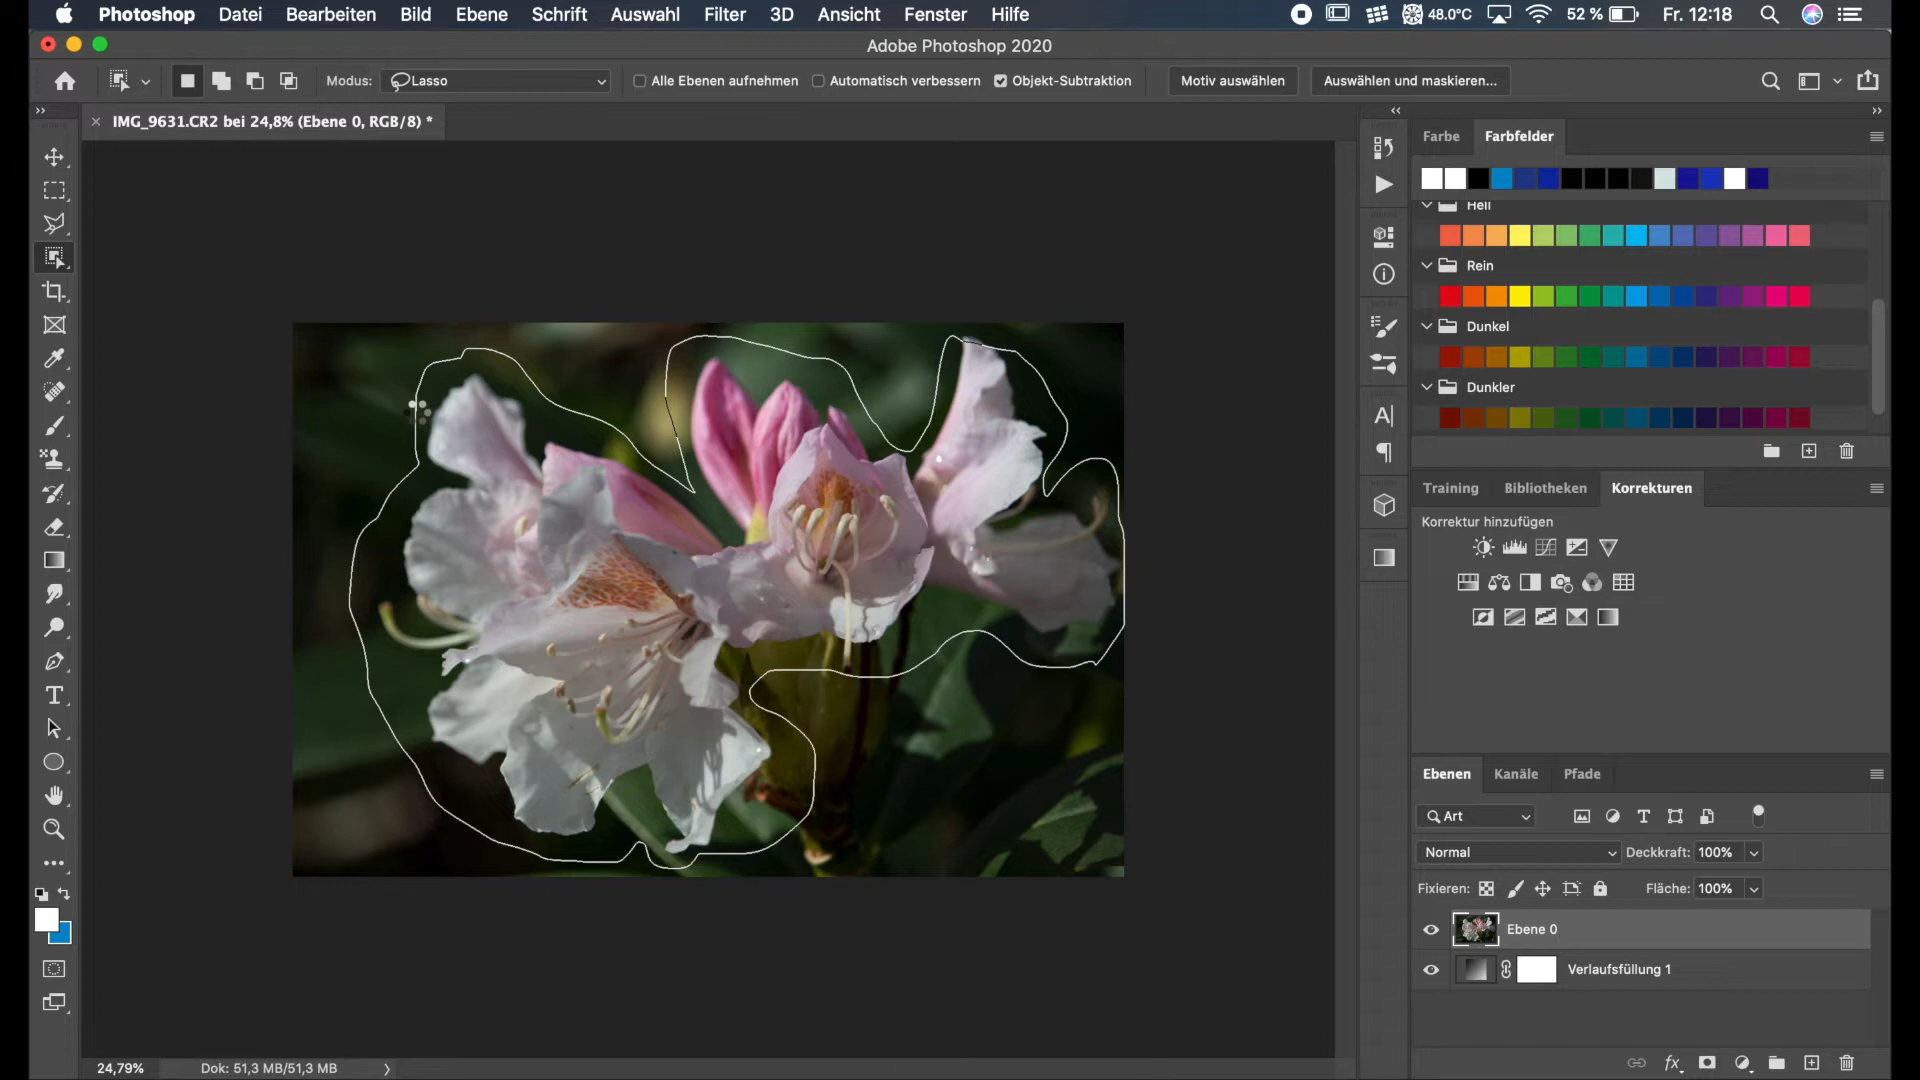 Photoshop Datei Bearbeiten Bild Ebene Schrift Auswahl Filter 3D Ansicht Fenster Hilfe 48.0°C 52 % Fr. 12:18
Adobe Photoshop 2020
Modus: Lasso Alle Ebenen aufnehmen Automatisch verbessern Objekt-Subtraktion Motiv auswählen Auswählen und maskieren...
IMG_9631.CR2 bei 24,8% (Ebene 0, RGB/8) *
Farbe Farbfelder
Hell
Rein
Dunkel
Dunkler
Training Bibliotheken Korrekturen
Korrektur hinzufügen
Ebenen Kanäle Pfade
Art
Normal Deckkraft: 100%
Fixieren: Fläche: 100%
Ebene 0
Verlaufsfüllung 1
24,79% Dok: 51,3 MB/51,3 MB